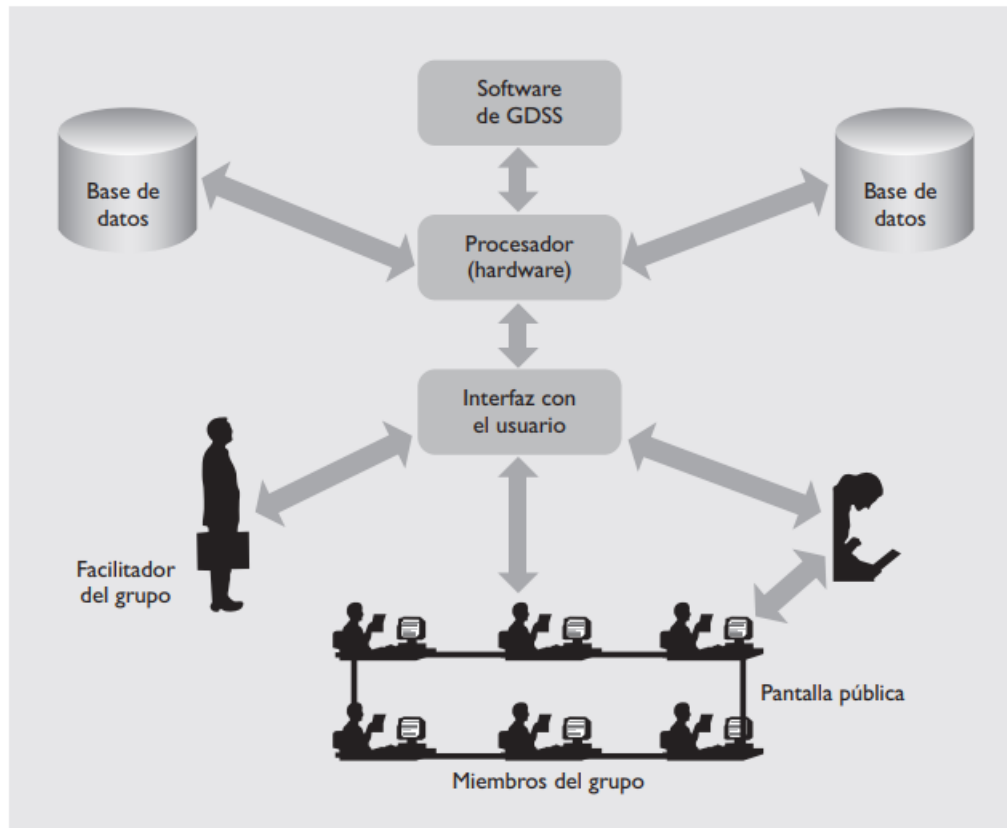 Software
de GDSS
Base de
datos
Base de
datos
Procesador
(hardware)
Interfaz con
el usuario
Facilitador
del grupo
Pantalla pública
Miembros del grupo